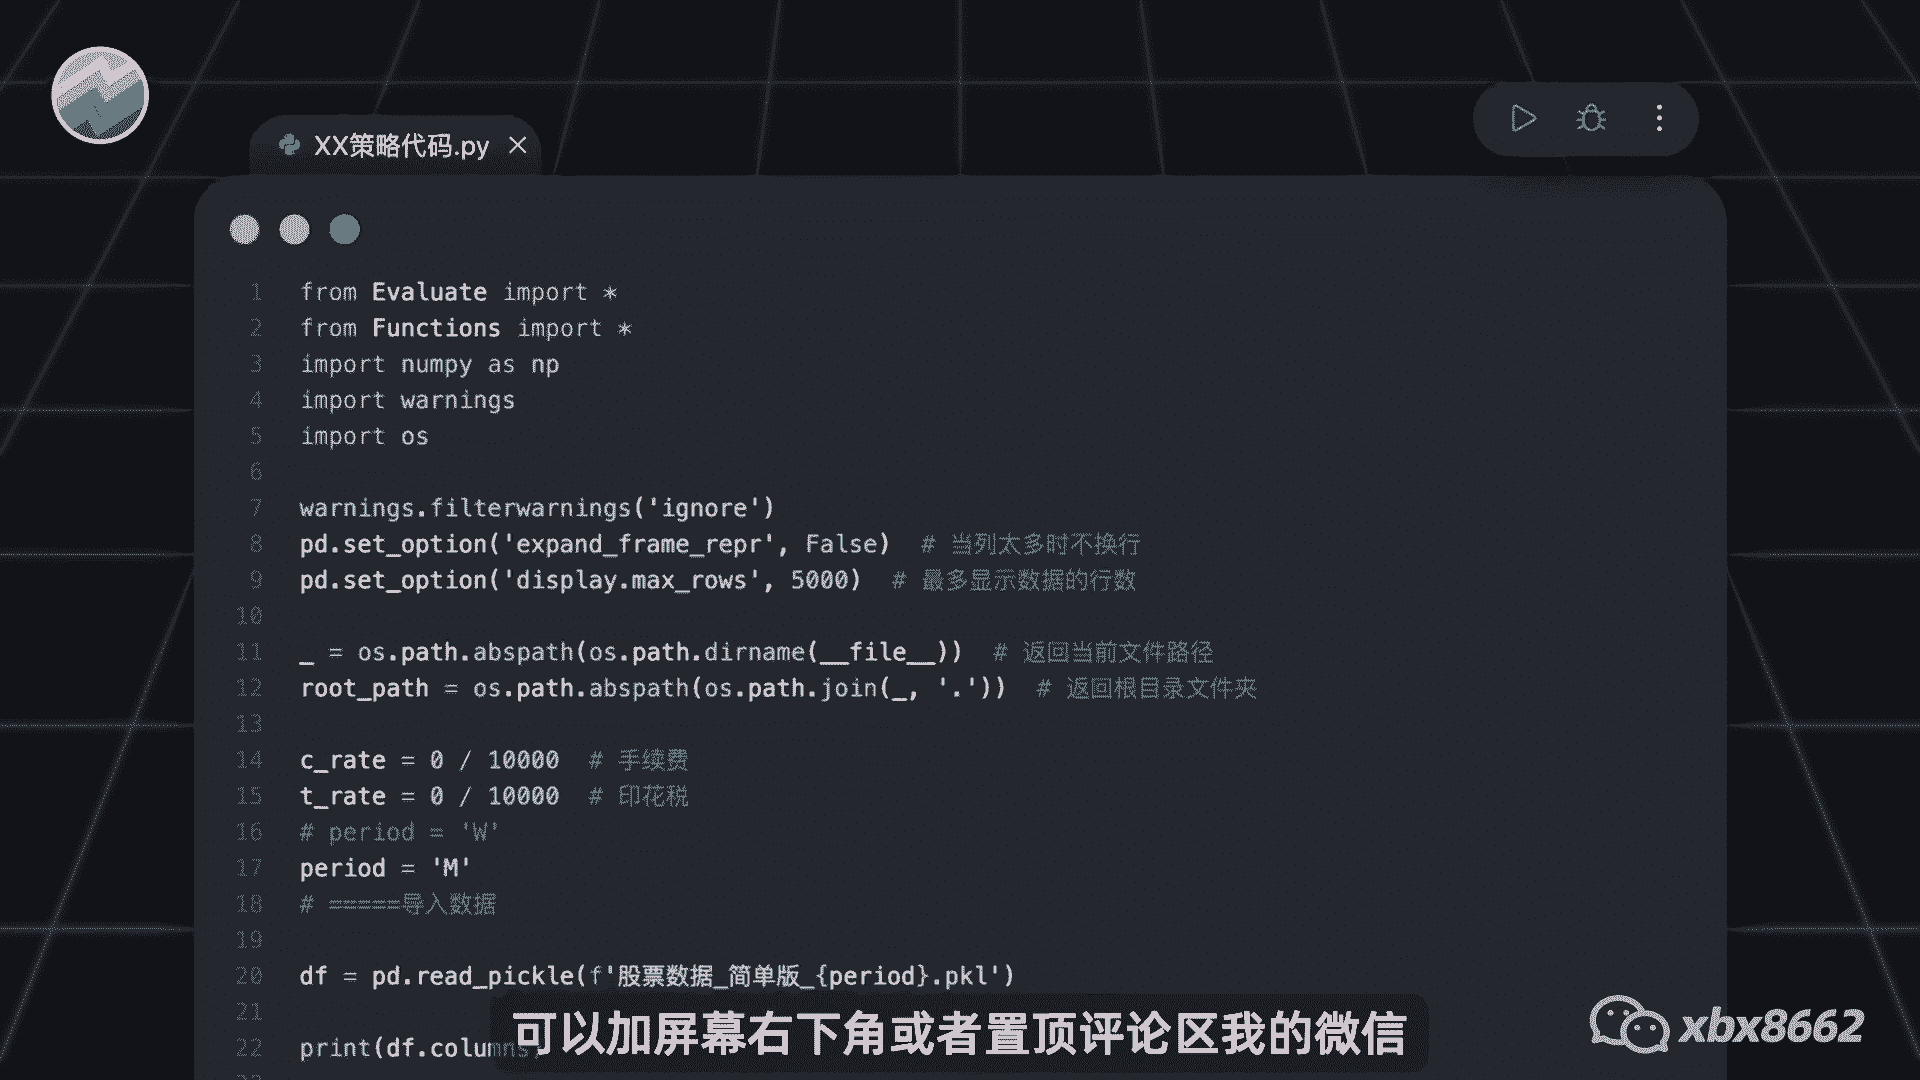 XX策略代码.py
1 from Evaluate import *
2 from Functions import *
3 import numpy as np
4 import warnings
5 import os
6
7 warnings.filterwarnings('ignore')
8 pd.set_option('expand_frame_repr', False)  # 当列太多时不换行
9 pd.set_option('display.max_rows', 5000)  # 最多显示数据的行数
10
11 _ = os.path.abspath(os.path.dirname(__file__))  # 返回当前文件路径
12 root_path = os.path.abspath(os.path.join(_, '.'))  # 返回根目录文件夹
13
14 c_rate = 0 / 10000  # 手续费
15 t_rate = 0 / 10000  # 印花税
16 # period = 'W'
17 period = 'M'
18 # =====导入数据
19
20 df = pd.read_pickle(f'股票数据_简单版_{period}.pkl')
21
22 print(df.columns)
可以加屏幕右下角或者置顶评论区我的微信
xbx8662